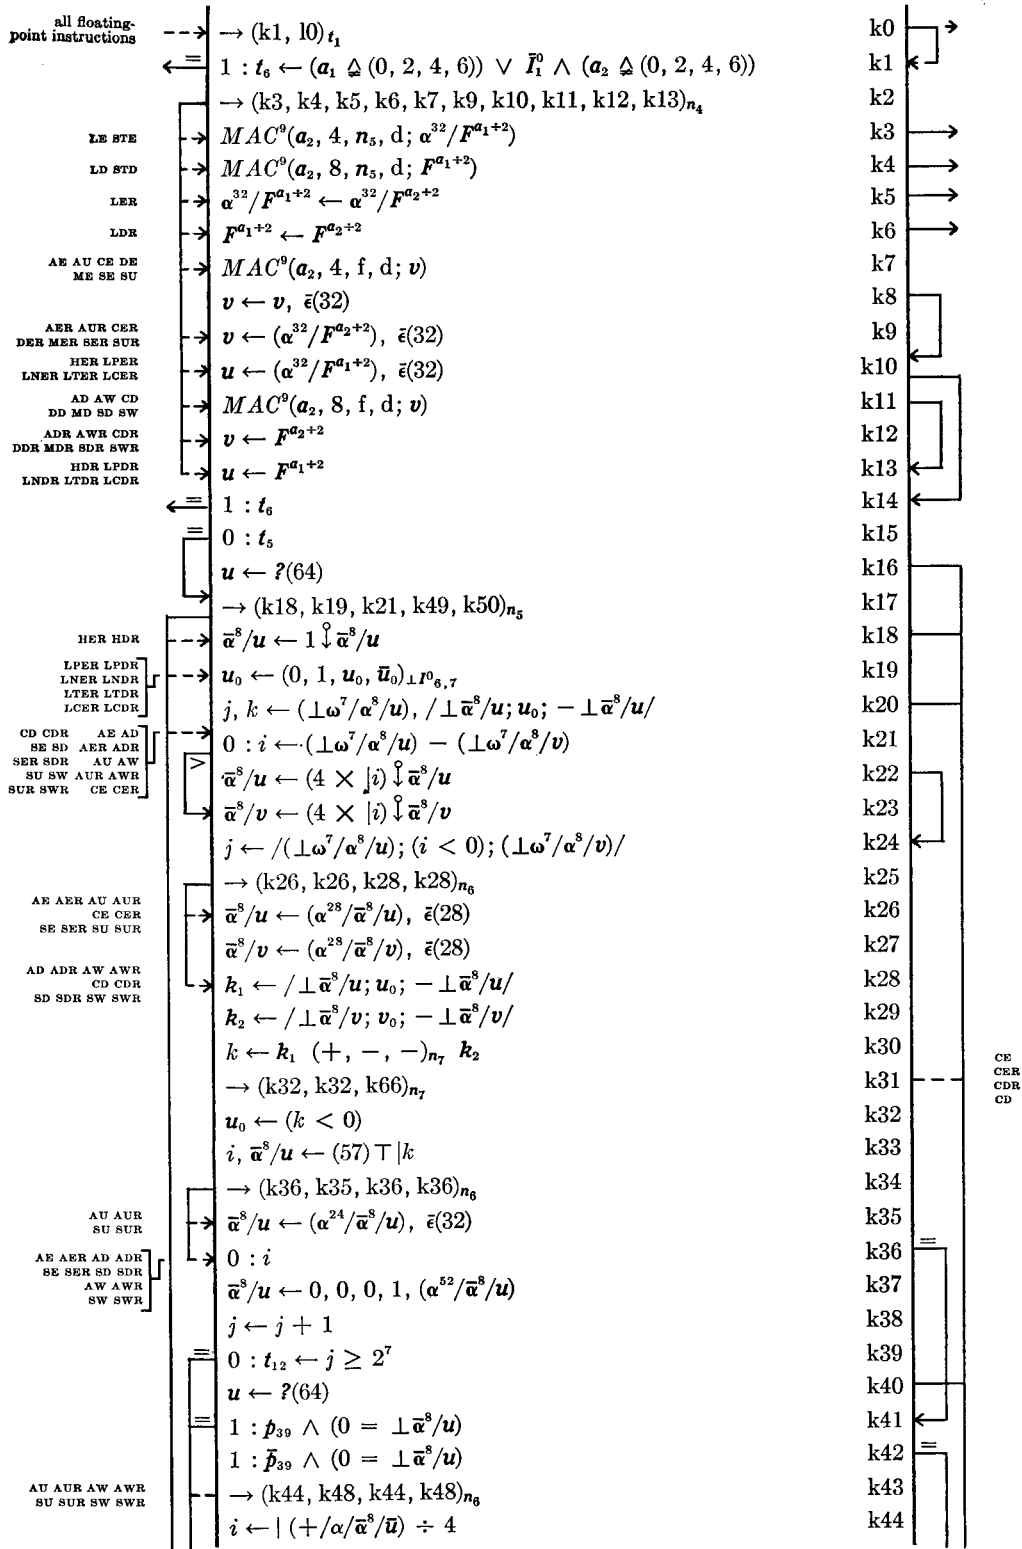 all floating-point instructions → (k1, l0)t₁ k0
= 1 : t₆ ← (a₁ ≙ (0, 2, 4, 6)) ∨ Ī₁⁰ ∧ (a₂ ≙ (0, 2, 4, 6)) k1
→ (k3, k4, k5, k6, k7, k9, k10, k11, k12, k13)n₄ k2
LE STE MAC⁹(a₂, 4, n₅, d; α³²/F^(a₁+2)) k3
LD STD MAC⁹(a₂, 8, n₅, d; F^(a₁+2)) k4
LER α³²/F^(a₁+2) ← α³²/F^(a₂+2) k5
LDR F^(a₁+2) ← F^(a₂+2) k6
AE AU CE DE ME SE SU MAC⁹(a₂, 4, f, d; v) k7
v ← v, ε̄(32) k8
AER AUR CER DER MER SER SUR v ← (α³²/F^(a₂+2)), ε̄(32) k9
HER LPER LNER LTER LCER u ← (α³²/F^(a₁+2)), ε̄(32) k10
AD AW CD DD MD SD SW MAC⁹(a₂, 8, f, d; v) k11
ADR AWR CDR DDR MDR SDR SWR v ← F^(a₂+2) k12
HDR LPDR LNDR LTDR LCDR u ← F^(a₁+2) k13
= 1 : t₆ k14
= 0 : t₅ k15
u ← ?(64) k16
→ (k18, k19, k21, k49, k50)n₅ k17
HER HDR ᾱ⁸/u ← 1 ⫰ ᾱ⁸/u k18
LPER LPDR LNER LNDR LTER LTDR LCER LCDR u₀ ← (0, 1, u₀, ū₀)⊥I⁰₆,₇ k19
j, k ← (⊥ω⁷/α⁸/u), /⊥ᾱ⁸/u; u₀; −⊥ᾱ⁸/u/ k20
CD CDR AE AD SE SD AER ADR SER SDR AU AW SU SW AUR AWR SUR SWR CE CER 0 : i ← (⊥ω⁷/α⁸/u) − (⊥ω⁷/α⁸/v) k21
> ᾱ⁸/u ← (4 × ⌊i) ⫰ ᾱ⁸/u k22
ᾱ⁸/v ← (4 × |i) ⫰ ᾱ⁸/v k23
j ← /(⊥ω⁷/α⁸/u); (i < 0); (⊥ω⁷/α⁸/v)/ k24
→ (k26, k26, k28, k28)n₆ k25
AE AER AU AUR CE CER SE SER SU SUR ᾱ⁸/u ← (α²⁸/ᾱ⁸/u), ε̄(28) k26
ᾱ⁸/v ← (α²⁸/ᾱ⁸/v), ε̄(28) k27
AD ADR AW AWR CD CDR SD SDR SW SWR k₁ ← /⊥ᾱ⁸/u; u₀; −⊥ᾱ⁸/u/ k28
k₂ ← /⊥ᾱ⁸/v; v₀; −⊥ᾱ⁸/v/ k29
k ← k₁ (+, −, −)n₇ k₂ k30
→ (k32, k32, k66)n₇ k31 CE CER CDR CD
u₀ ← (k < 0) k32
i, ᾱ⁸/u ← (57) ⊤ |k k33
→ (k36, k35, k36, k36)n₆ k34
AU AUR SU SUR ᾱ⁸/u ← (α²⁴/ᾱ⁸/u), ε̄(32) k35
AE AER AD ADR SE SER SD SDR AW AWR SW SWR 0 : i k36 =
ᾱ⁸/u ← 0, 0, 0, 1, (α⁵²/ᾱ⁸/u) k37
j ← j + 1 k38
= 0 : t₁₂ ← j ≥ 2⁷ k39
u ← ?(64) k40
= 1 : p₃₉ ∧ (0 = ⊥ᾱ⁸/u) k41
1 : p̄₃₉ ∧ (0 = ⊥ᾱ⁸/u) k42 =
AU AUR AW AWR SU SUR SW SWR → (k44, k48, k44, k48)n₆ k43
i ← | (+/α/ᾱ⁸/ū) ÷ 4 k44